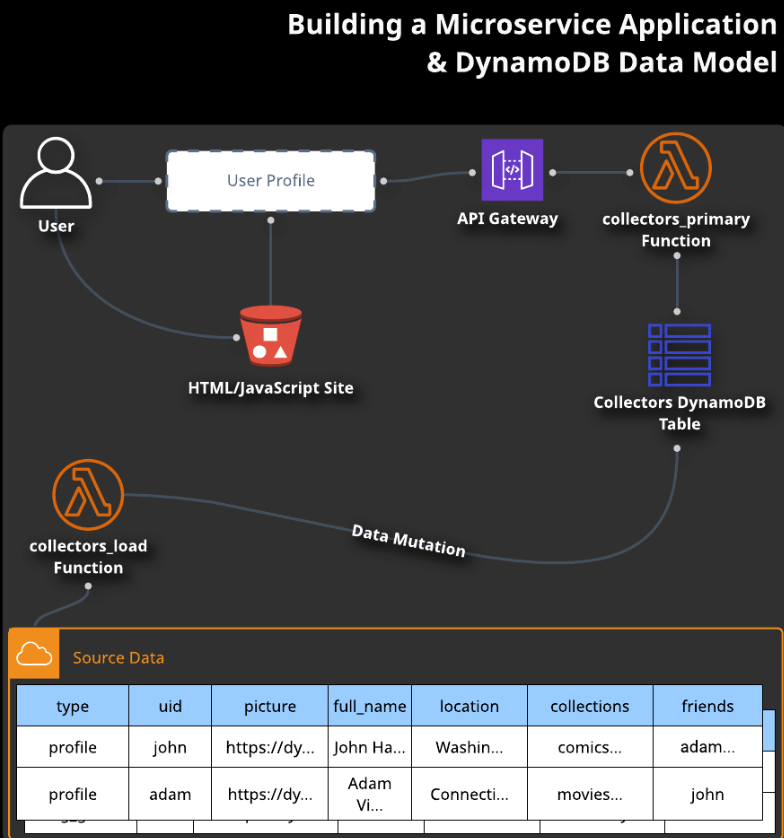 Building a Microservice Application
& DynamoDB Data Model
User
User Profile
API Gateway
collectors_primary
Function
HTML/JavaScript Site
Collectors DynamoDB
Table
collectors_load
Function
Data Mutation
Source Data
type uid picture full_name location collections friends
profile john https://dy... John Ha... Washin... comics... adam...
profile adam https://dy... Adam Vi... Connecti... movies... john